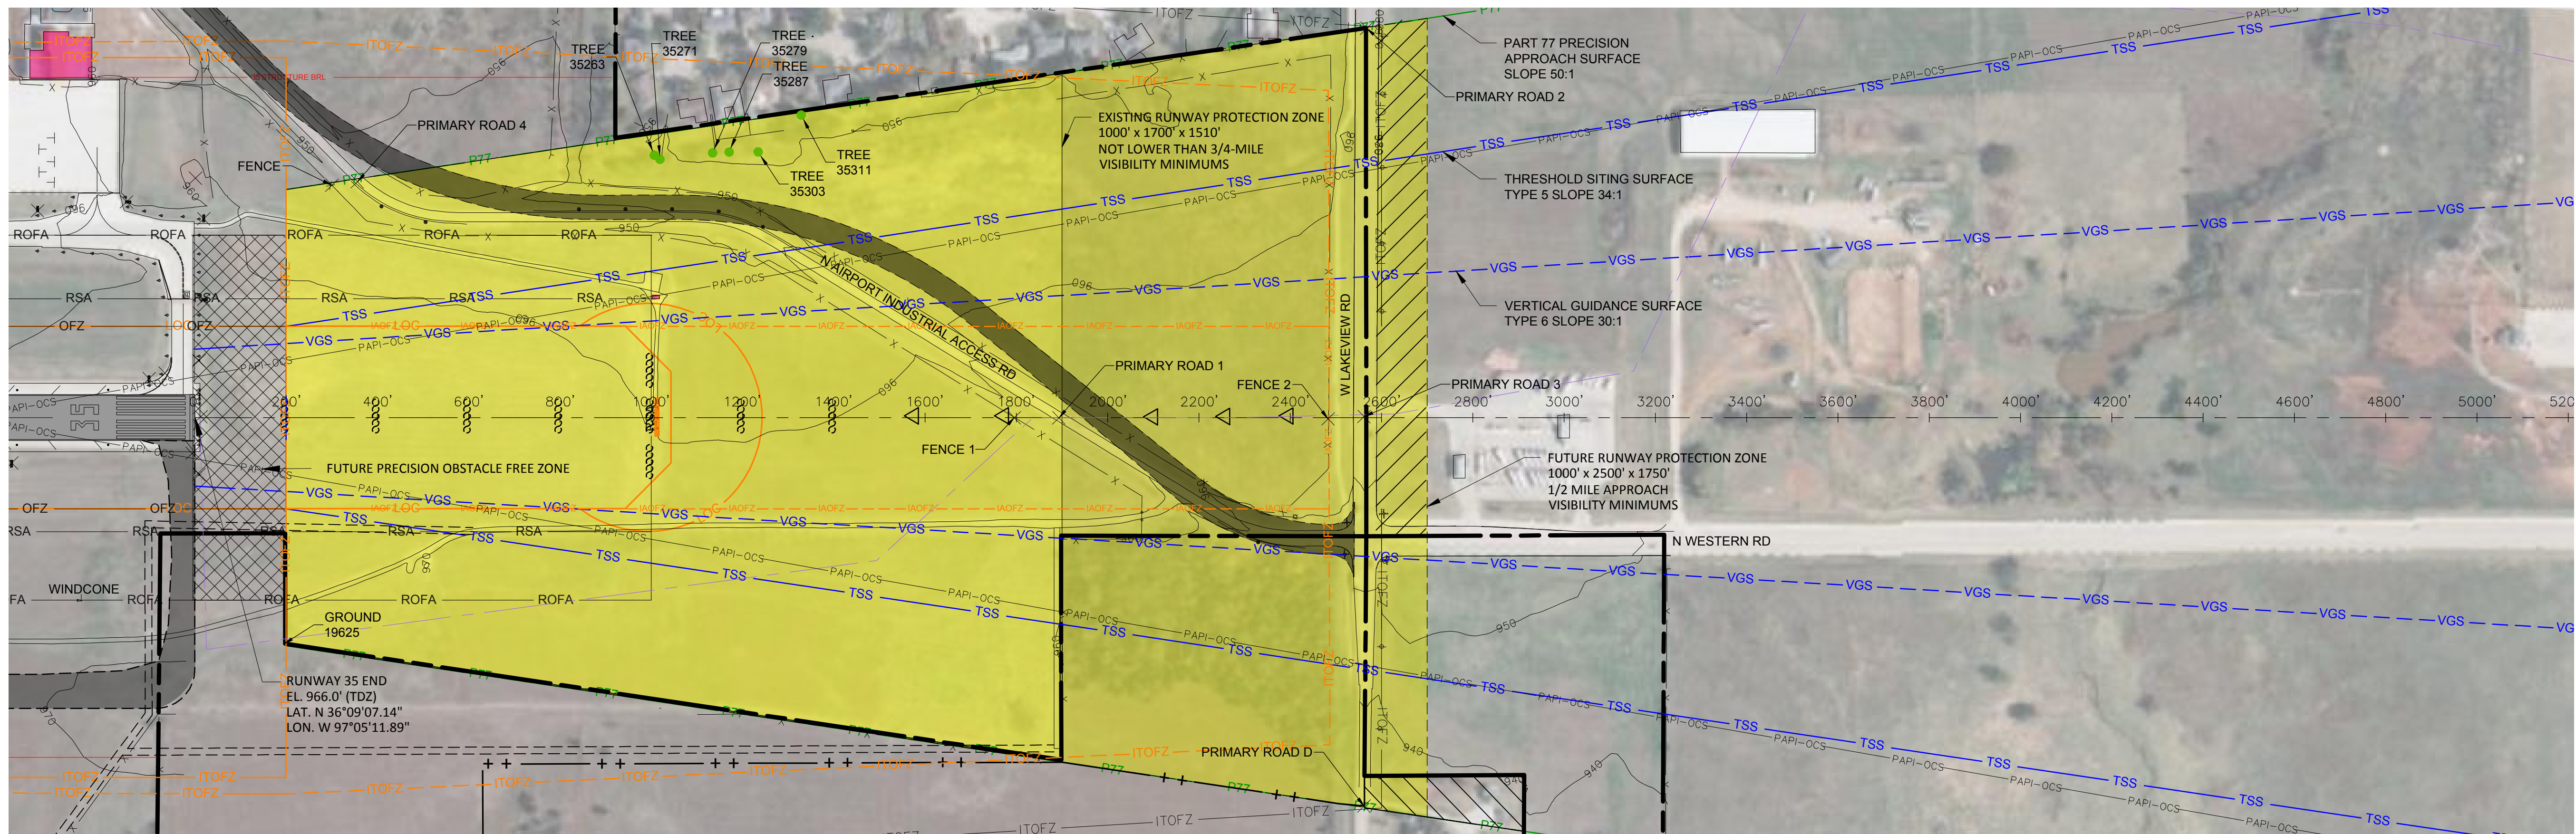 PART 77 PRECISION
APPROACH SURFACE
SLOPE 50:1
PRIMARY ROAD 2
TREE
35271
TREE
35263
TREE
35279
TREE
35287
TREE
35311
TREE
35303
PRIMARY ROAD 4
FENCE
EXISTING RUNWAY PROTECTION ZONE
1000' x 1700' x 1510'
NOT LOWER THAN 3/4-MILE
VISIBILITY MINIMUMS
THRESHOLD SITING SURFACE
TYPE 5 SLOPE 34:1
VERTICAL GUIDANCE SURFACE
TYPE 6 SLOPE 30:1
N AIRPORT INDUSTRIAL ACCESS RD
W LAKEVIEW RD
PRIMARY ROAD 1
FENCE 2
PRIMARY ROAD 3
200' 400' 600' 800' 1000' 1200' 1400' 1600' 1800' 2000' 2200' 2400' 2600' 2800' 3000' 3200' 3400' 3600' 3800' 4000' 4200' 4400' 4600' 4800' 5000'
35
FENCE 1
FUTURE PRECISION OBSTACLE FREE ZONE
FUTURE RUNWAY PROTECTION ZONE
1000' x 2500' x 1750'
1/2 MILE APPROACH
VISIBILITY MINIMUMS
N WESTERN RD
WINDCONE
GROUND
19625
RUNWAY 35 END
EL. 966.0' (TDZ)
LAT. N 36°09'07.14"
LON. W 97°05'11.89"
PRIMARY ROAD D
ITOFZ
P77
TSS
PAPI-OCS
VGS
ROFA
RSA
OFZ
LOC
IAOFZ
950
960
970
940